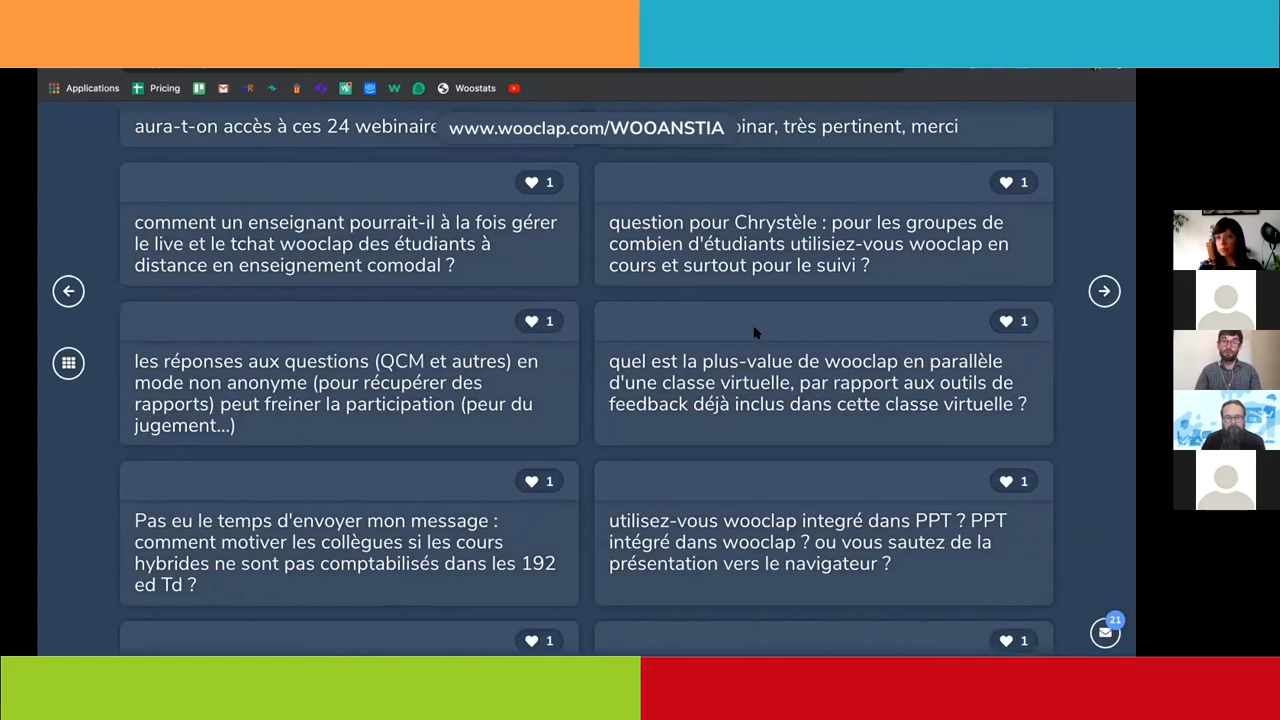 Applications
Pricing
Woostats
aura-t-on accès à ces 24 webinaire
www.wooclap.com/WOOANSTIA
binar, très pertinent, merci
1
comment un enseignant pourrait-il à la fois gérer
le live et le tchat wooclap des étudiants à
distance en enseignement comodal ?
1
question pour Chrystèle : pour les groupes de
combien d'étudiants utilisiez-vous wooclap en
cours et surtout pour le suivi ?
1
les réponses aux questions (QCM et autres) en
mode non anonyme (pour récupérer des
rapports) peut freiner la participation (peur du
jugement...)
1
quel est la plus-value de wooclap en parallèle
d'une classe virtuelle, par rapport aux outils de
feedback déjà inclus dans cette classe virtuelle ?
1
Pas eu le temps d'envoyer mon message :
comment motiver les collègues si les cours
hybrides ne sont pas comptabilisés dans les 192
ed Td ?
1
utilisez-vous wooclap integré dans PPT ? PPT
intégré dans wooclap ? ou vous sautez de la
présentation vers le navigateur ?
1
1
21